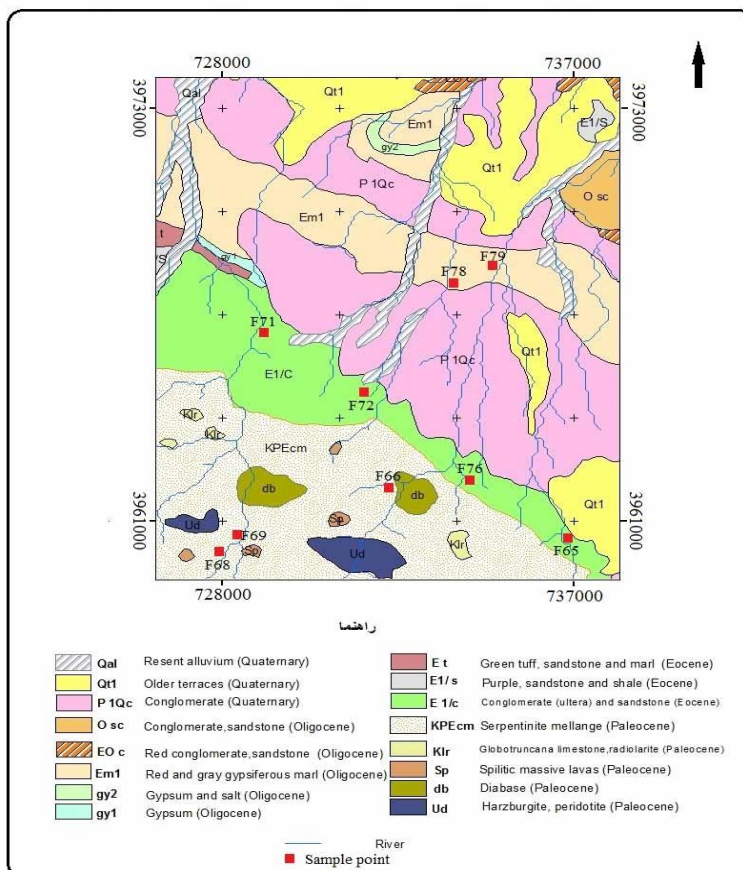 728000 737000
Qal
Qt1
3973000
3973000
Em1
E1/S
gy2
Qt1
P 1Qc
O sc
Em1
t
/S
gy1
F79
F78
F71
Qt1
P 1Qc
E1/C
F72
Klr
Klr
KPEcm
F76
F66
db
db
Qt1
Sp
3961000
3961000
Ud
F69
Sp
Ud
Klr
F65
F68
728000 737000
راهنما
Qal Resent alluvium (Quaternary)
Qt1 Older terraces (Quaternary)
P 1Qc Conglomerate (Quaternary)
O sc Conglomerate,sandstone (Oligocene)
EO c Red conglomerate,sandstone (Oligocene)
Em1 Red and gray gypsiferous marl (Oligocene)
gy2 Gypsum and salt (Oligocene)
gy1 Gypsum (Oligocene)
E t Green tuff, sandstone and marl (Eocene)
E1/ s Purple, sandstone and shale (Eocene)
E 1/c Conglomerate (ultera) and sandstone (Eocene)
KPEcm Serpentinite mellange (Paleocene)
Klr Globotruncana limestone,radiolarite (Paleocene)
Sp Spilitic massive lavas (Paleocene)
db Diabase (Paleocene)
Ud Harzburgite, peridotite (Paleocene)
River
Sample point